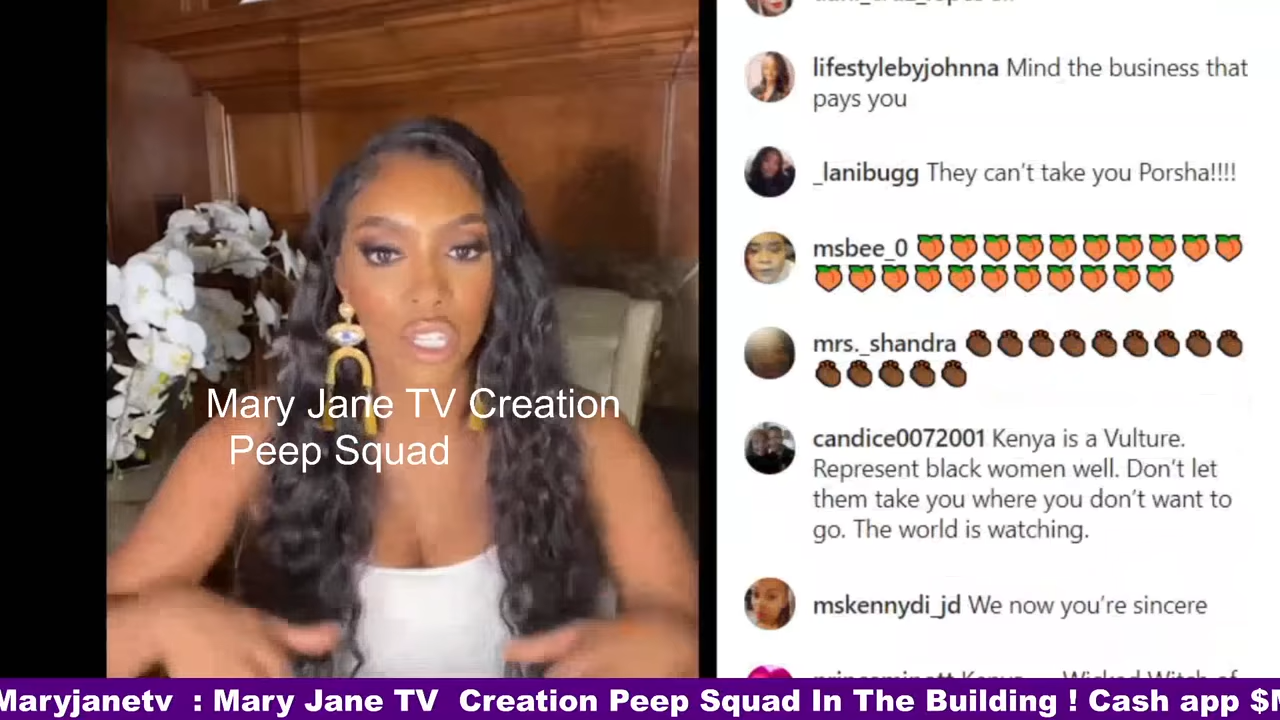 lifestylebyjohnna Mind the business that
pays you
_lanibugg They can't take you Porsha!!!!
msbee_0
mrs._shandra
candice0072001 Kenya is a Vulture.
Represent black women well. Don't let
them take you where you don't want to
go. The world is watching.
mskennydi_jd We now you're sincere
Mary Jane TV Creation
Peep Squad
Maryjanetv : Mary Jane TV Creation Peep Squad In The Building ! Cash app $